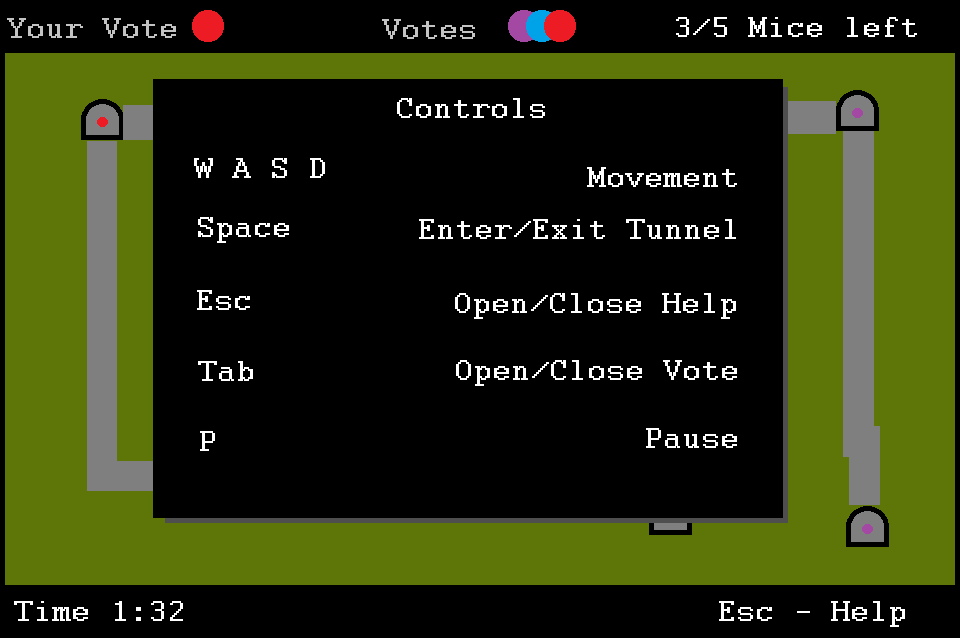 Your Vote
Votes
3/5 Mice left
Controls
W A S D
Movement
Space
Enter/Exit Tunnel
Esc
Open/Close Help
Tab
Open/Close Vote
P
Pause
Time 1:32
Esc - Help